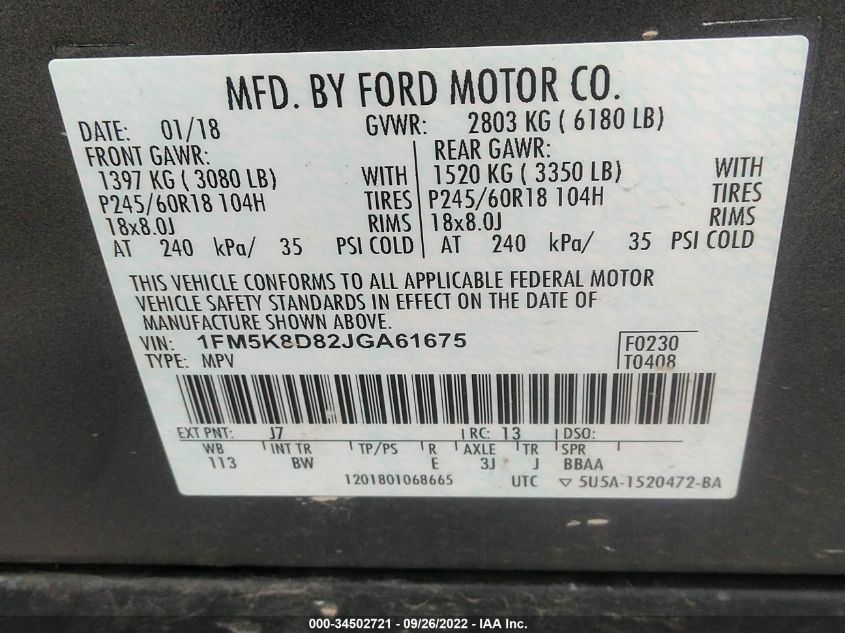 MFD. BY FORD MOTOR CO.
DATE: 01/18 GVWR: 2803 KG ( 6180 LB)
FRONT GAWR: REAR GAWR:
1397 KG ( 3080 LB) WITH 1520 KG ( 3350 LB) WITH
P245/60R18 104H TIRES P245/60R18 104H TIRES
18x8.0J RIMS 18x8.0J RIMS
AT 240 kPa/ 35 PSI COLD AT 240 kPa/ 35 PSI COLD
THIS VEHICLE CONFORMS TO ALL APPLICABLE FEDERAL MOTOR
VEHICLE SAFETY STANDARDS IN EFFECT ON THE DATE OF
MANUFACTURE SHOWN ABOVE.
VIN: 1FM5K8D82JGA61675 F0230
TYPE: MPV T0408
EXT PNT: J7 RC: 13 DSO:
WB INT TR TP/PS R AXLE TR SPR
113 BW E 3J J BBAA
1201801068665 UTC ▽ 5U5A-1520472-BA
000-34502721 - 09/26/2022 - IAA Inc.